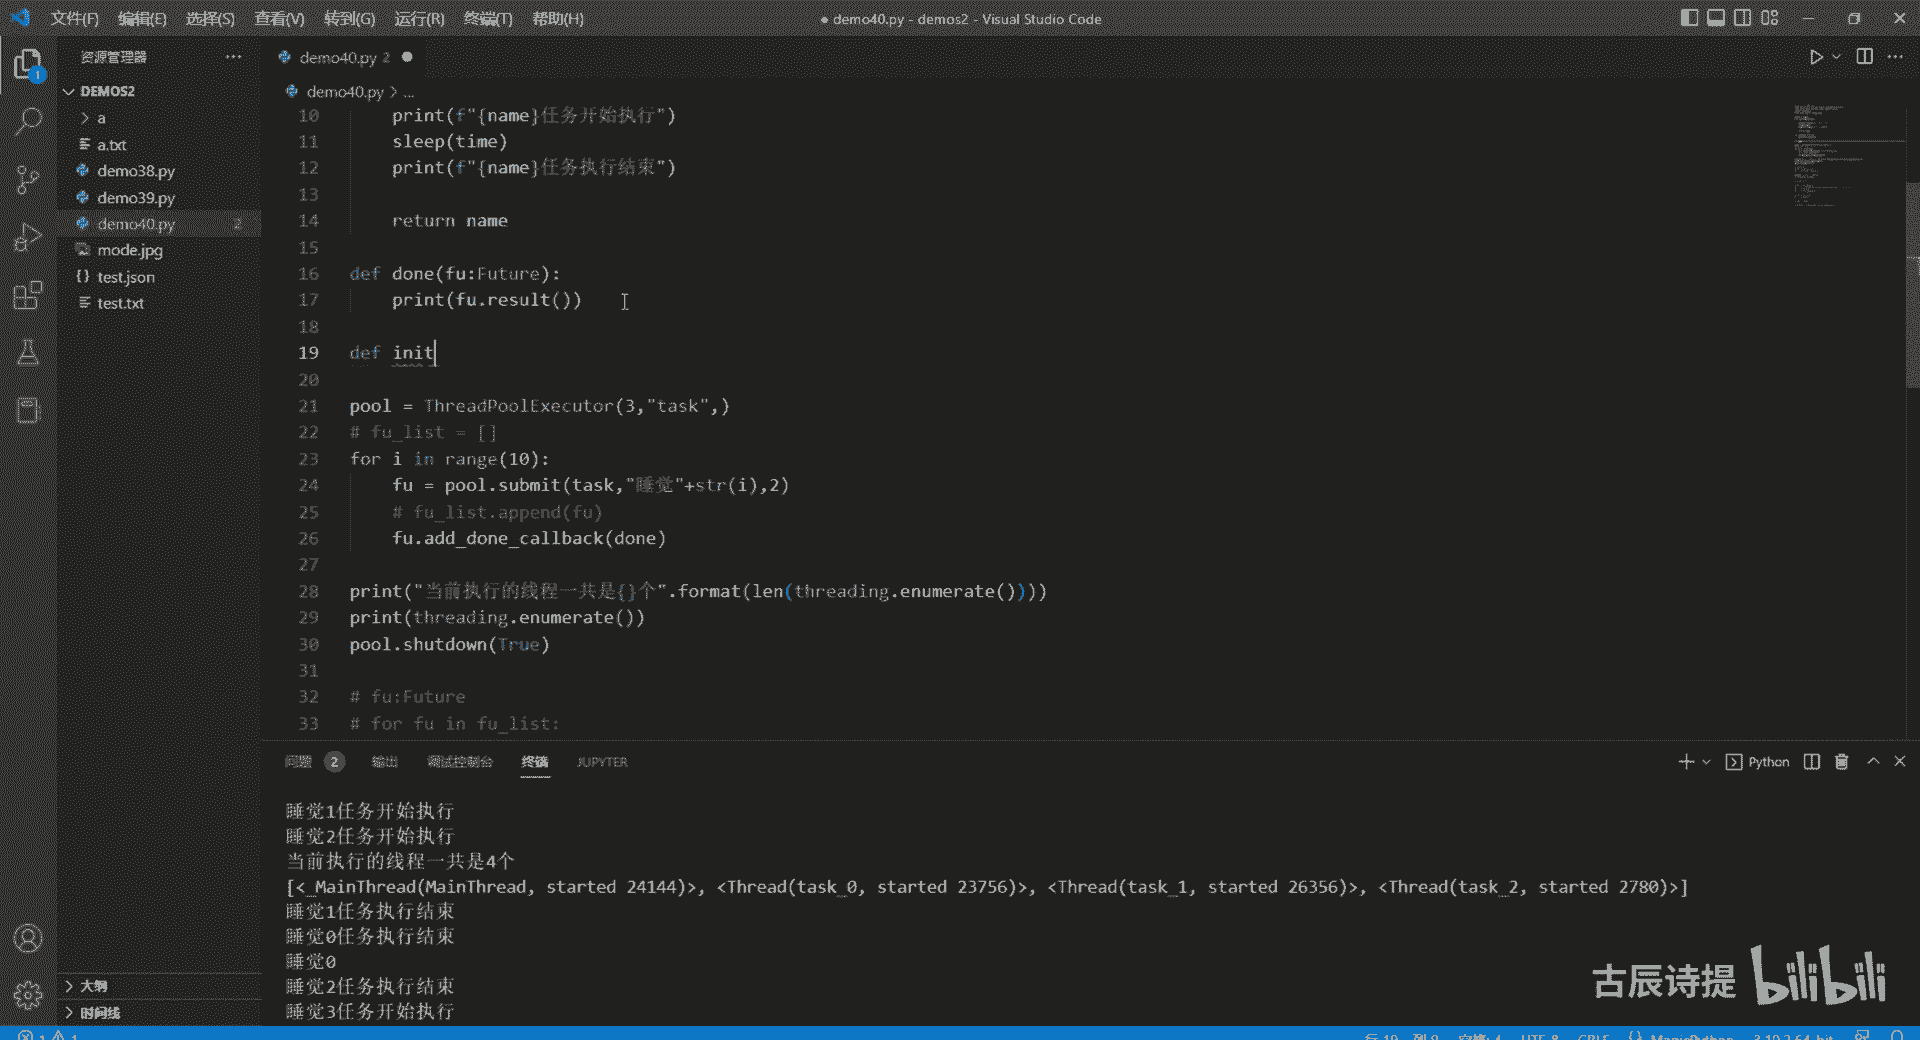 文件(F) 编辑(E) 选择(S) 查看(V) 转到(G) 运行(R) 终端(T) 帮助(H)
● demo40.py - demos2 - Visual Studio Code
资源管理器
1
DEMOS2
a
a.txt
demo38.py
demo39.py
demo40.py 2
mode.jpg
test.json
test.txt
大纲
时间线
demo40.py 2
demo40.py > ...
10 print(f"{name}任务开始执行")
11 sleep(time)
12 print(f"{name}任务执行结束")
13
14 return name
15
16 def done(fu:Future):
17 print(fu.result())
18
19 def init
20
21 pool = ThreadPoolExecutor(3,"task",)
22 # fu_list = []
23 for i in range(10):
24 fu = pool.submit(task,"睡觉"+str(i),2)
25 # fu_list.append(fu)
26 fu.add_done_callback(done)
27
28 print("当前执行的线程一共是{}个".format(len(threading.enumerate())))
29 print(threading.enumerate())
30 pool.shutdown(True)
31
32 # fu:Future
33 # for fu in fu_list:
问题 2 输出 调试控制台 终端 JUPYTER
Python
睡觉1任务开始执行
睡觉2任务开始执行
当前执行的线程一共是4个
[<_MainThread(MainThread, started 24144)>, <Thread(task_0, started 23756)>, <Thread(task_1, started 26356)>, <Thread(task_2, started 2780)>]
睡觉1任务执行结束
睡觉0任务执行结束
睡觉0
睡觉2任务执行结束
睡觉3任务开始执行
古辰诗提 bilibili